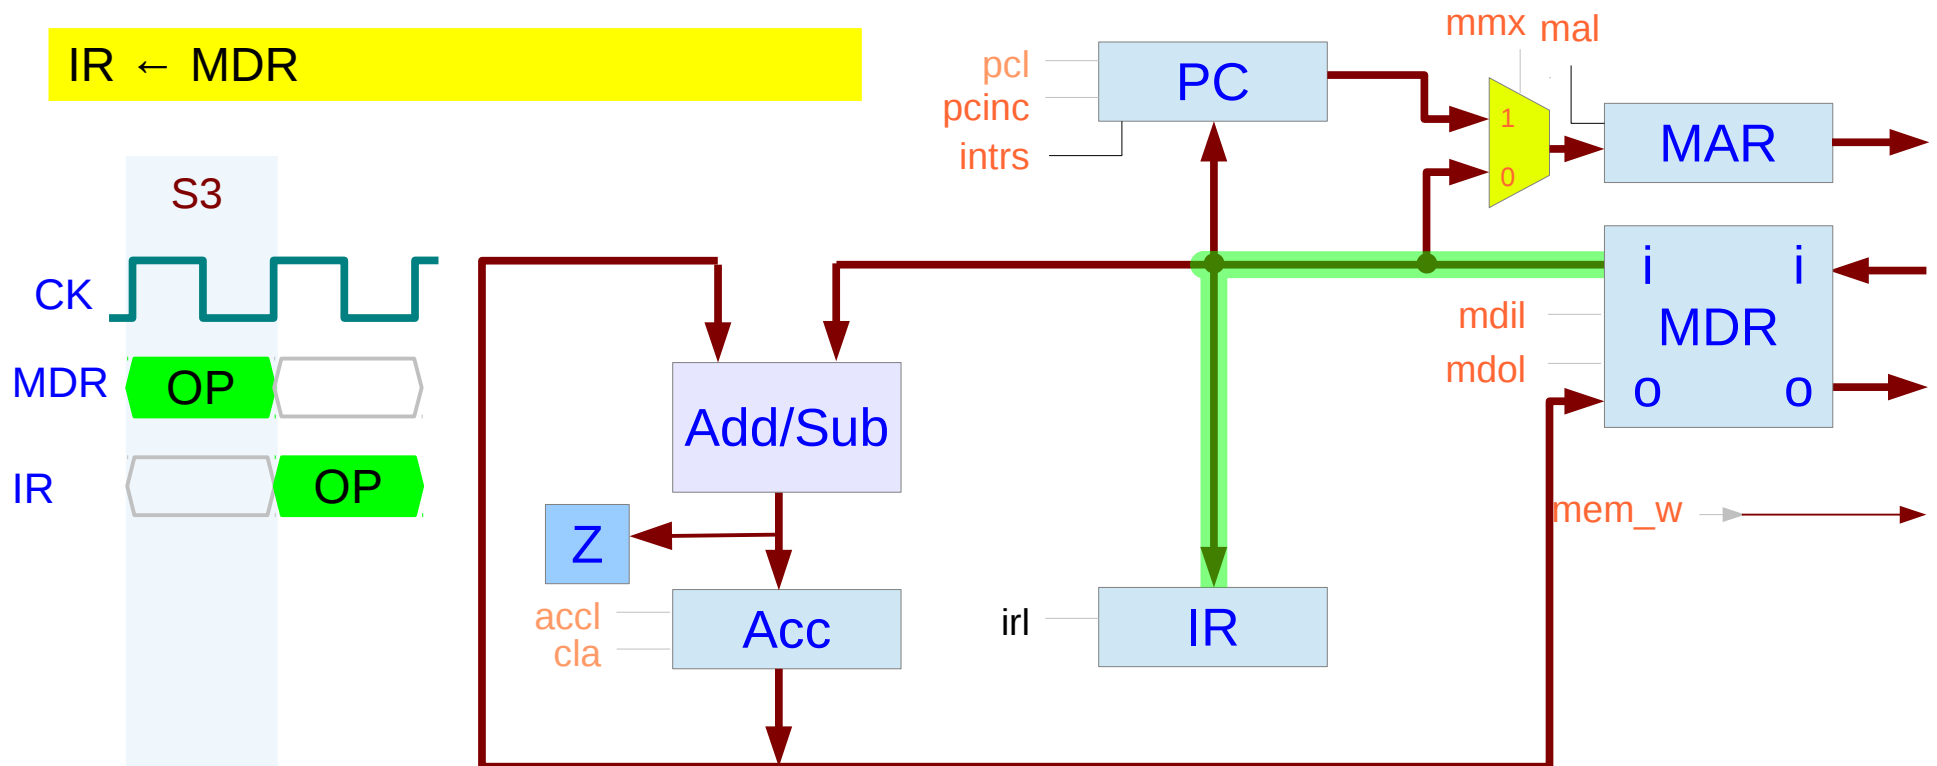 IR ← MDR
S3
CK
MDR
OP
IR
OP
pcl
pcinc
intrs
PC
mmx
mal
1
0
MAR
i
i
MDR
o
o
mdil
mdol
mem_w
Add/Sub
Z
accl
cla
Acc
irl
IR